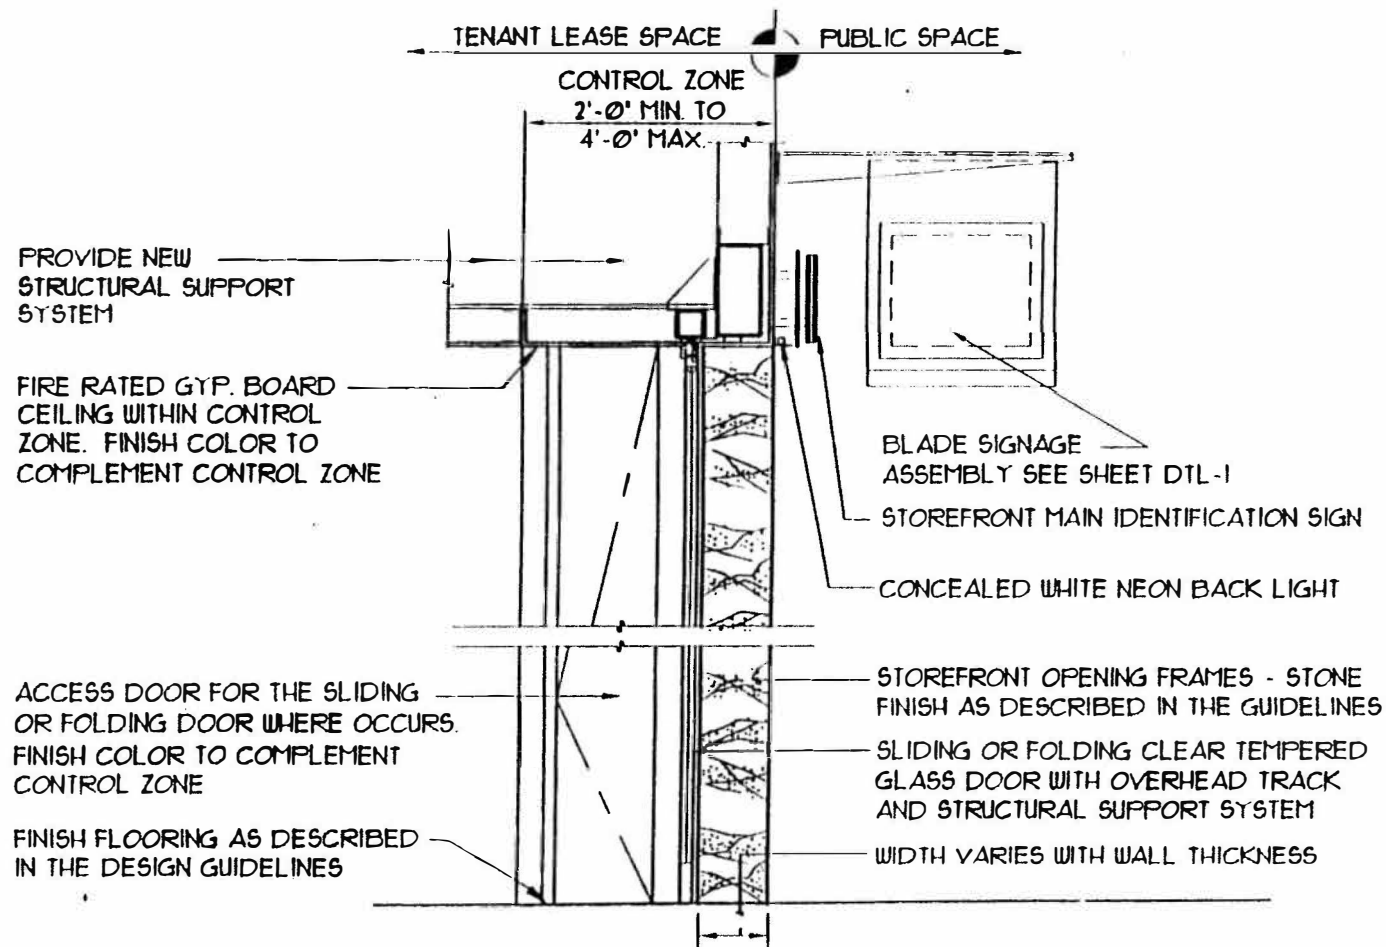 TENANT LEASE SPACE
PUBLIC SPACE
CONTROL ZONE
2'-0" MIN. TO
4'-0" MAX.
PROVIDE NEW
STRUCTURAL SUPPORT
SYSTEM
FIRE RATED GYP. BOARD
CEILING WITHIN CONTROL
ZONE. FINISH COLOR TO
COMPLEMENT CONTROL ZONE
BLADE SIGNAGE
ASSEMBLY SEE SHEET DTL-1
STOREFRONT MAIN IDENTIFICATION SIGN
CONCEALED WHITE NEON BACK LIGHT
ACCESS DOOR FOR THE SLIDING
OR FOLDING DOOR WHERE OCCURS.
FINISH COLOR TO COMPLEMENT
CONTROL ZONE
STOREFRONT OPENING FRAMES - STONE
FINISH AS DESCRIBED IN THE GUIDELINES
SLIDING OR FOLDING CLEAR TEMPERED
GLASS DOOR WITH OVERHEAD TRACK
AND STRUCTURAL SUPPORT SYSTEM
FINISH FLOORING AS DESCRIBED
IN THE DESIGN GUIDELINES
WIDTH VARIES WITH WALL THICKNESS